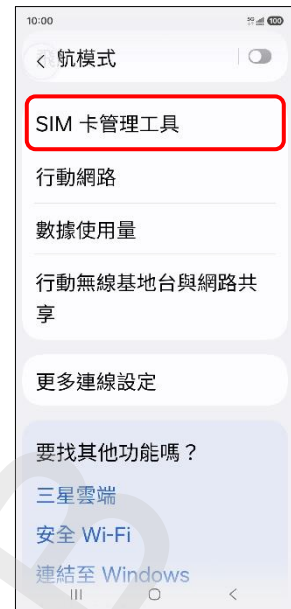 10:00
5G 100
航模式
SIM 卡管理工具
行動網路
數據使用量
行動無線基地台與網路共
享
更多連線設定
要找其他功能嗎？
三星雲端
安全 Wi-Fi
連結至 Windows